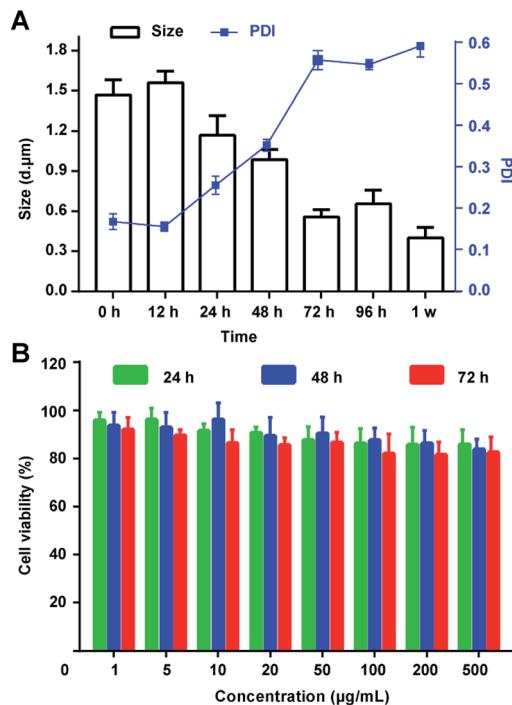 A
Size PDI
1.8
1.5
1.2
0.9
0.6
0.3
0.0
Size (d.μm)
0.6
0.5
0.4
0.3
0.2
0.1
0.0
PDI
0 h 12 h 24 h 48 h 72 h 96 h 1 w
Time
B
24 h 48 h 72 h
120
100
80
60
40
20
0
Cell viability (%)
1 5 10 20 50 100 200 500
Concentration (μg/mL)